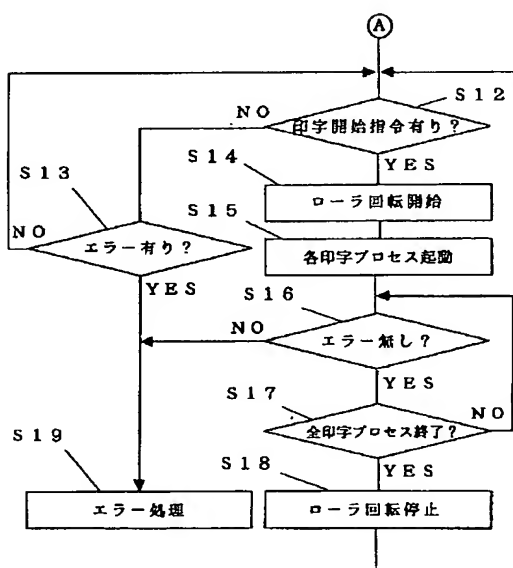 A
S12
NO
印字開始指令有り？
S14
YES
S13
ローラ回転開始
S15
NO
エラー有り？
各印字プロセス起動
YES
S16
NO
エラー無し？
YES
S17
NO
全印字プロセス終了？
S19
YES
S18
エラー処理
ローラ回転停止